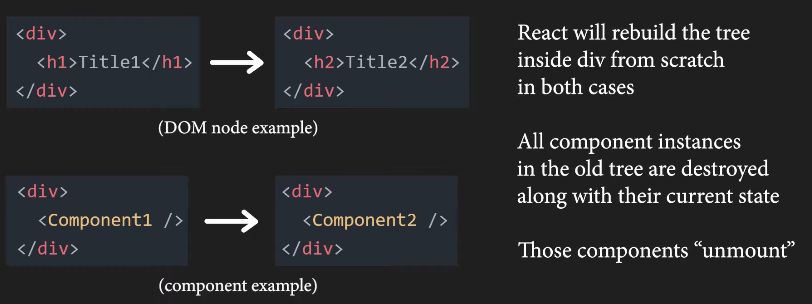 <div>
<h1>Title1</h1>
</div>
<div>
<h2>Title2</h2>
</div>
(DOM node example)
<div>
<Component1 />
</div>
<div>
<Component2 />
</div>
(component example)
React will rebuild the tree
inside div from scratch
in both cases
All component instances
in the old tree are destroyed
along with their current state
Those components “unmount”